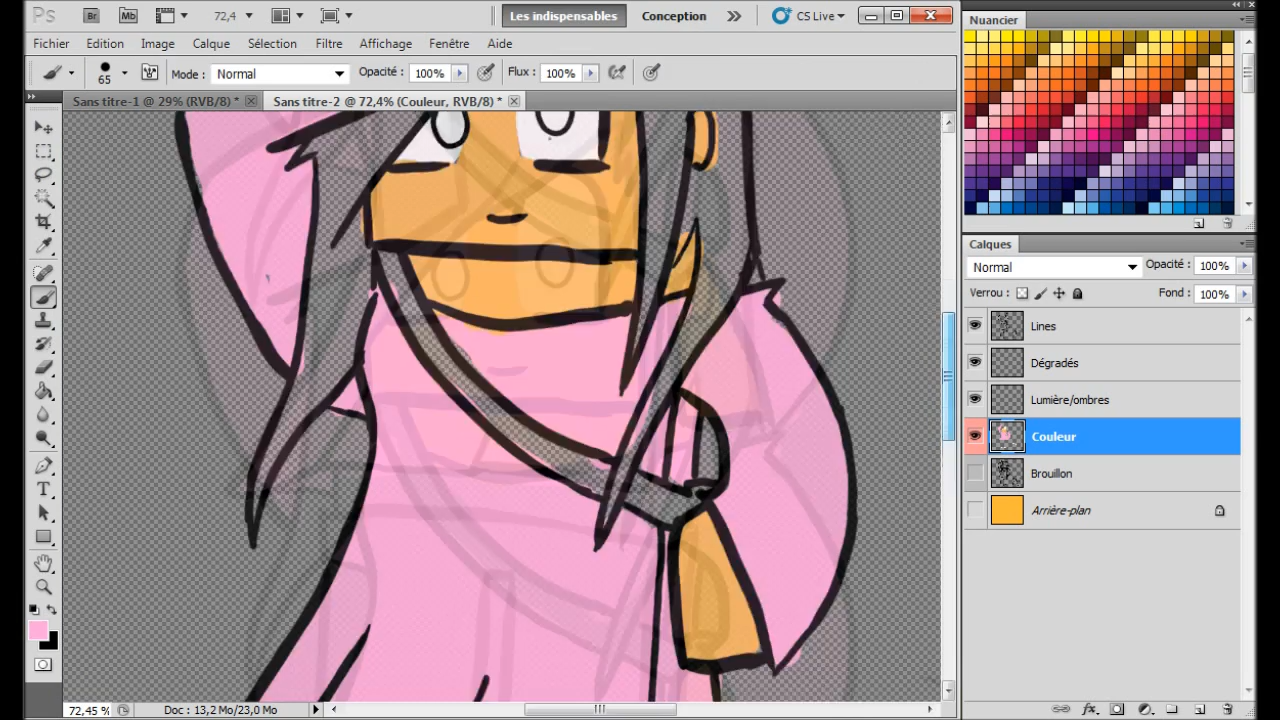 Ps Br Mb 72,4 Les indispensables Conception CS Live
Fichier Edition Image Calque Sélection Filtre Affichage Fenêtre Aide
65 Mode : Normal Opacité : 100% Flux : 100%
Sans titre-1 @ 29% (RVB/8) * Sans titre-2 @ 72,4% (Couleur, RVB/8) *
72,45 % Doc : 13,2 Mo/23,0 Mo
Nuancier
Calques
Normal Opacité : 100%
Verrou : Fond : 100%
Lines
Dégradés
Lumière/ombres
Couleur
Brouillon
Arrière-plan